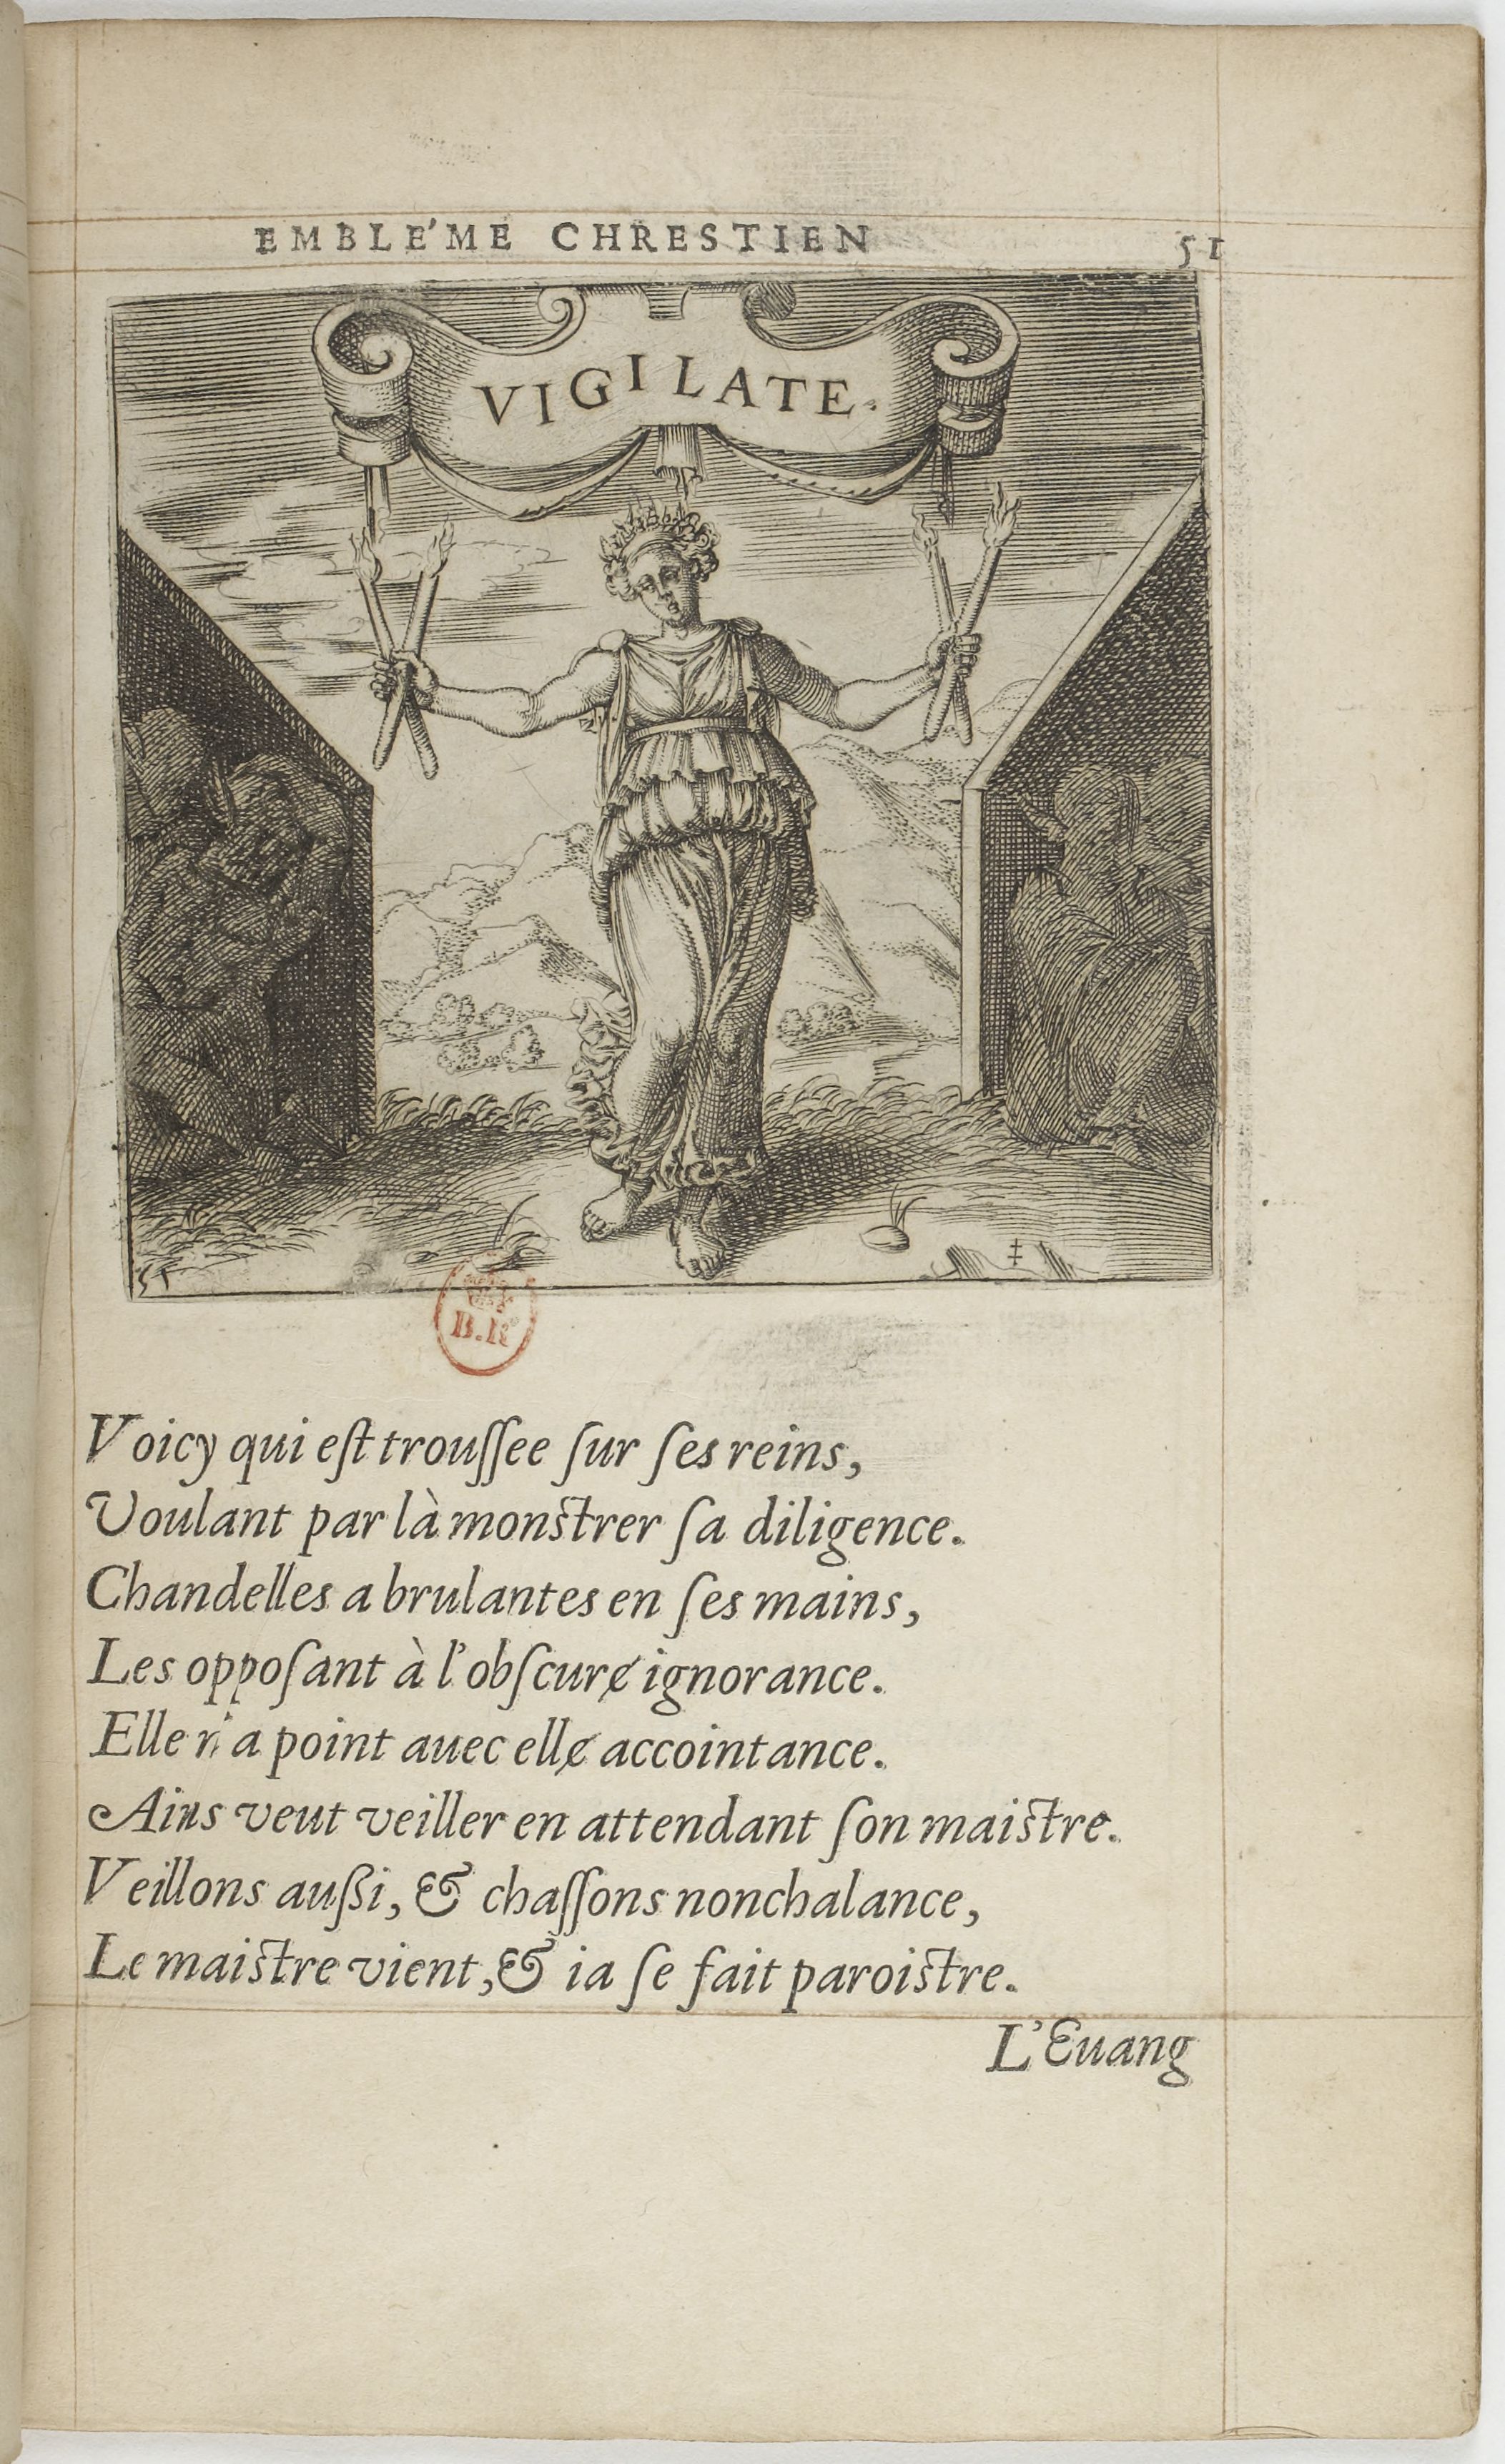 EMBLE'ME CHRESTIEN 51
VIGILATE.
51
B.R
Voicy qui eſt trouſſee ſur ſes reins,
Voulant par là monſtrer ſa diligence.
Chandelles a brulantes en ſes mains,
Les oppoſant à l'obſcurɇ ignorance.
Elle n'a point auec ellɇ accointance.
Ains veut veiller en attendant ſon maiſtre.
Veillons auſſi, & chaſſons nonchalance,
Le maiſtre vient, & ia ſe fait paroiſtre.
L'Euang